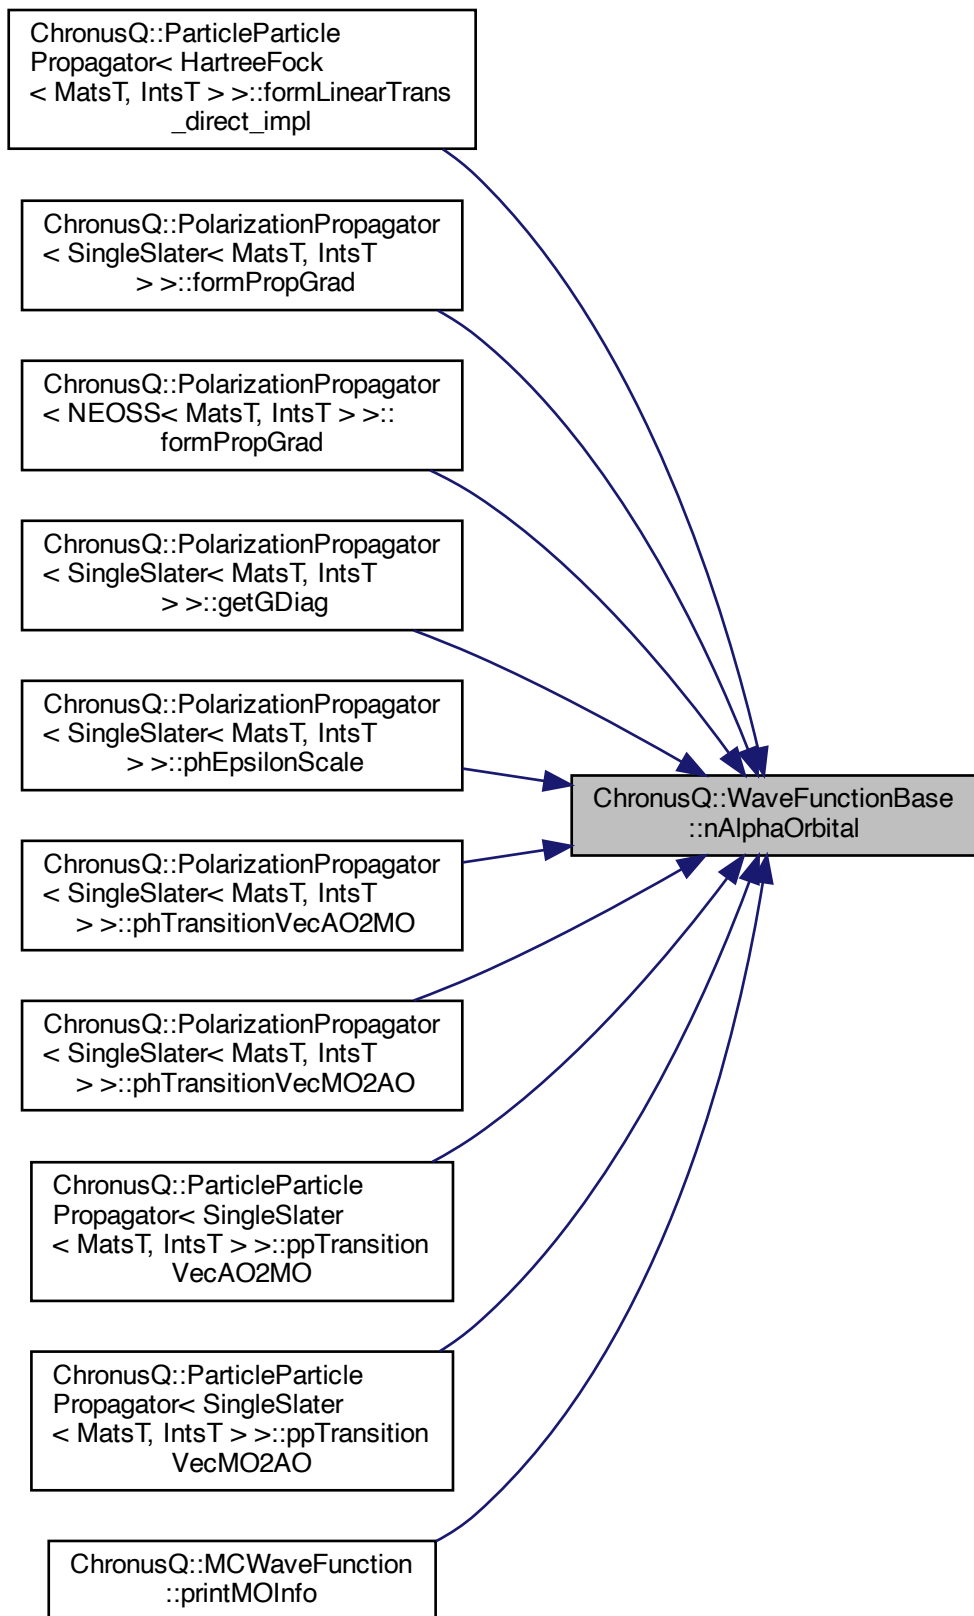 ChronusQ::ParticleParticle
Propagator< HartreeFock
< MatsT, IntsT > >::formLinearTrans
_direct_impl
ChronusQ::PolarizationPropagator
< SingleSlater< MatsT, IntsT
> >::formPropGrad
ChronusQ::PolarizationPropagator
< NEOSS< MatsT, IntsT > >::
formPropGrad
ChronusQ::PolarizationPropagator
< SingleSlater< MatsT, IntsT
> >::getGDiag
ChronusQ::PolarizationPropagator
< SingleSlater< MatsT, IntsT
> >::phEpsilonScale
ChronusQ::WaveFunctionBase
::nAlphaOrbital
ChronusQ::PolarizationPropagator
< SingleSlater< MatsT, IntsT
> >::phTransitionVecAO2MO
ChronusQ::PolarizationPropagator
< SingleSlater< MatsT, IntsT
> >::phTransitionVecMO2AO
ChronusQ::ParticleParticle
Propagator< SingleSlater
< MatsT, IntsT > >::ppTransition
VecAO2MO
ChronusQ::ParticleParticle
Propagator< SingleSlater
< MatsT, IntsT > >::ppTransition
VecMO2AO
ChronusQ::MCWaveFunction
::printMOInfo